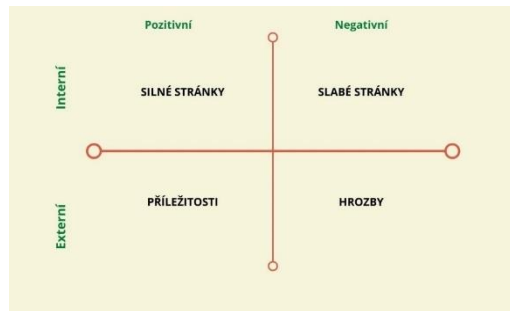 Pozitivní Negativní
Interní
SILNÉ STRÁNKY SLABÉ STRÁNKY
Externí
PŘÍLEŽITOSTI HROZBY